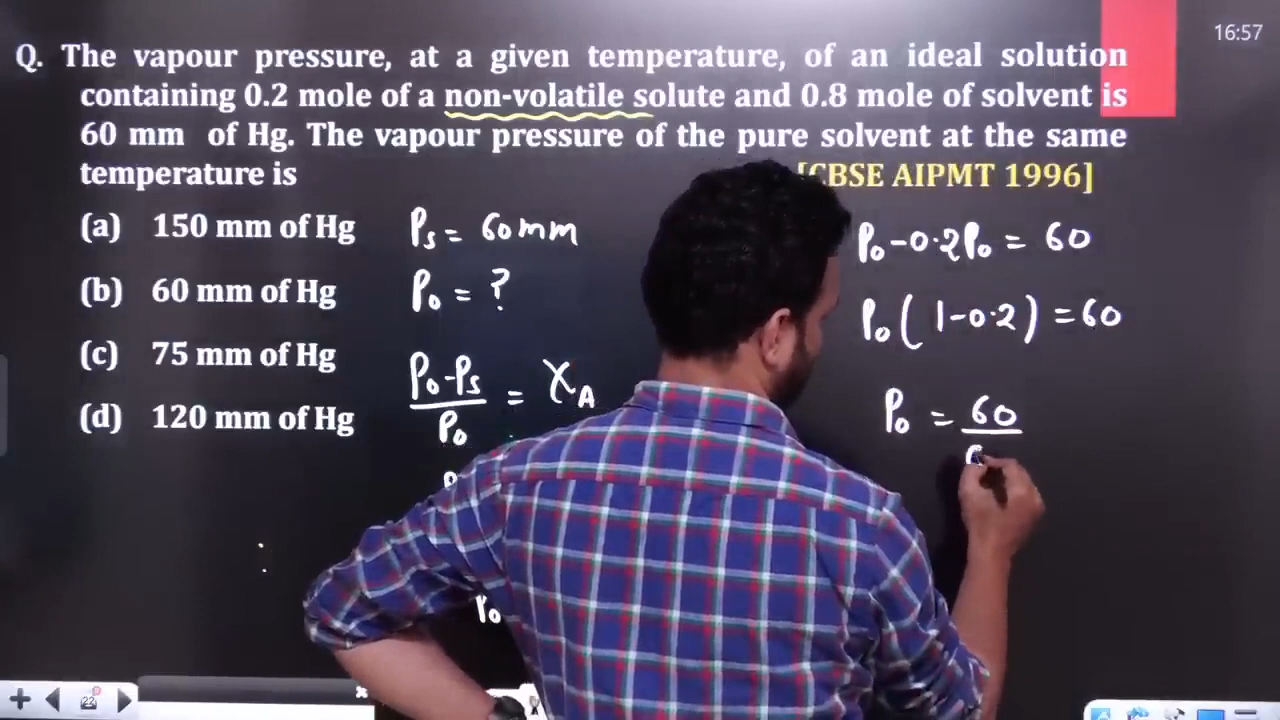 16:57
Q. The vapour pressure, at a given temperature, of an ideal solution
containing 0.2 mole of a non-volatile solute and 0.8 mole of solvent is
60 mm of Hg. The vapour pressure of the pure solvent at the same
temperature is [CBSE AIPMT 1996]
(a) 150 mm of Hg
(b) 60 mm of Hg
(c) 75 mm of Hg
(d) 120 mm of Hg
Ps = 60mm
P₀ = ?
P₀-Ps
/ P₀ = X_A
P₀
P₀-0.2P₀ = 60
P₀(1-0.2) = 60
P₀ = 60
22